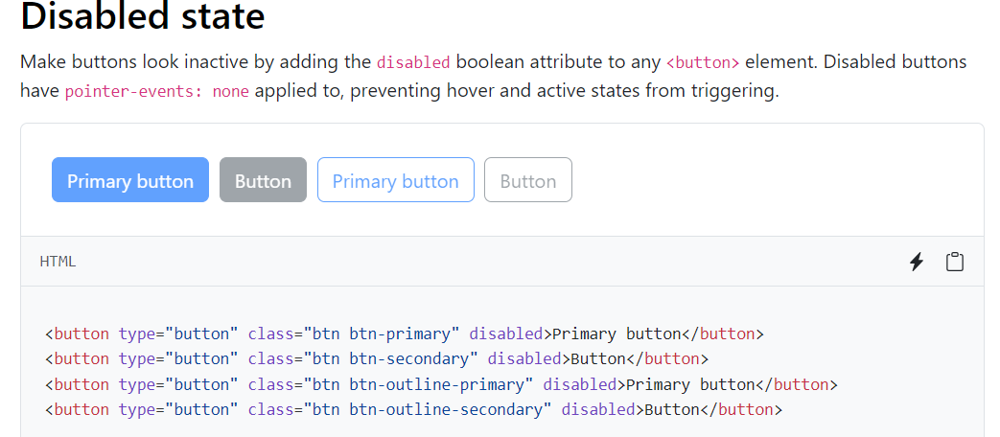 Disabled state
Make buttons look inactive by adding the disabled boolean attribute to any <button> element. Disabled buttons
have pointer-events: none applied to, preventing hover and active states from triggering.
Primary button Button Primary button Button
HTML
<button type="button" class="btn btn-primary" disabled>Primary button</button>
<button type="button" class="btn btn-secondary" disabled>Button</button>
<button type="button" class="btn btn-outline-primary" disabled>Primary button</button>
<button type="button" class="btn btn-outline-secondary" disabled>Button</button>